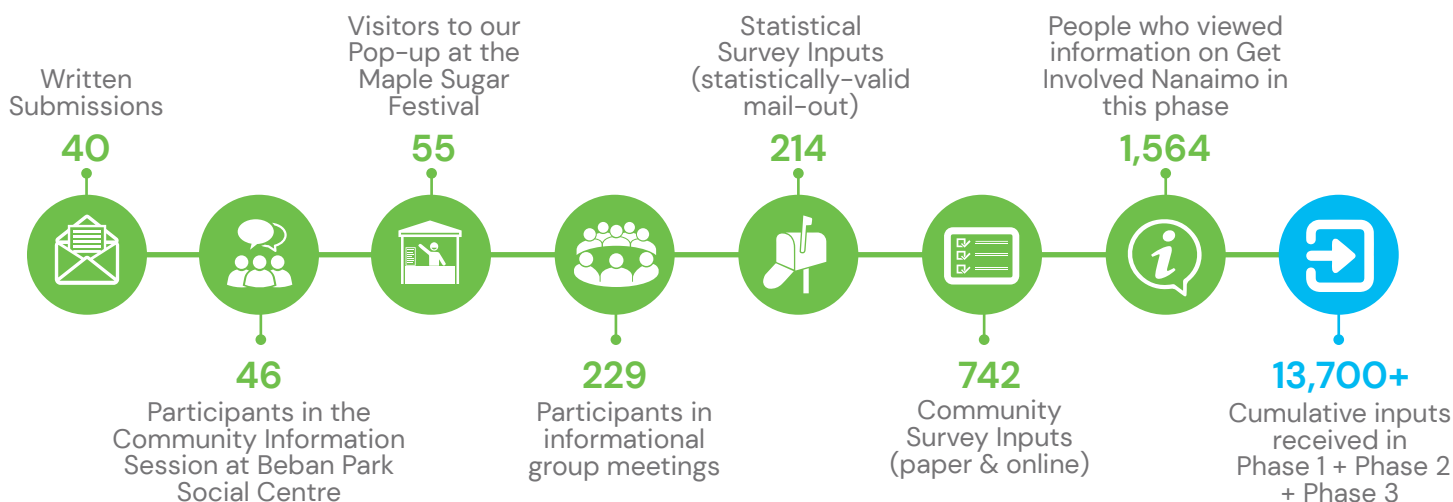 Written
Submissions
40
46
Participants in the
Community Information
Session at Beban Park
Social Centre
Visitors to our
Pop-up at the
Maple Sugar
Festival
55
229
Participants in
informational
group meetings
Statistical
Survey Inputs
(statistically-valid
mail-out)
214
742
Community
Survey Inputs
(paper & online)
People who viewed
information on Get
Involved Nanaimo in
this phase
1,564
i
13,700+
Cumulative inputs
received in
Phase 1 + Phase 2
+ Phase 3